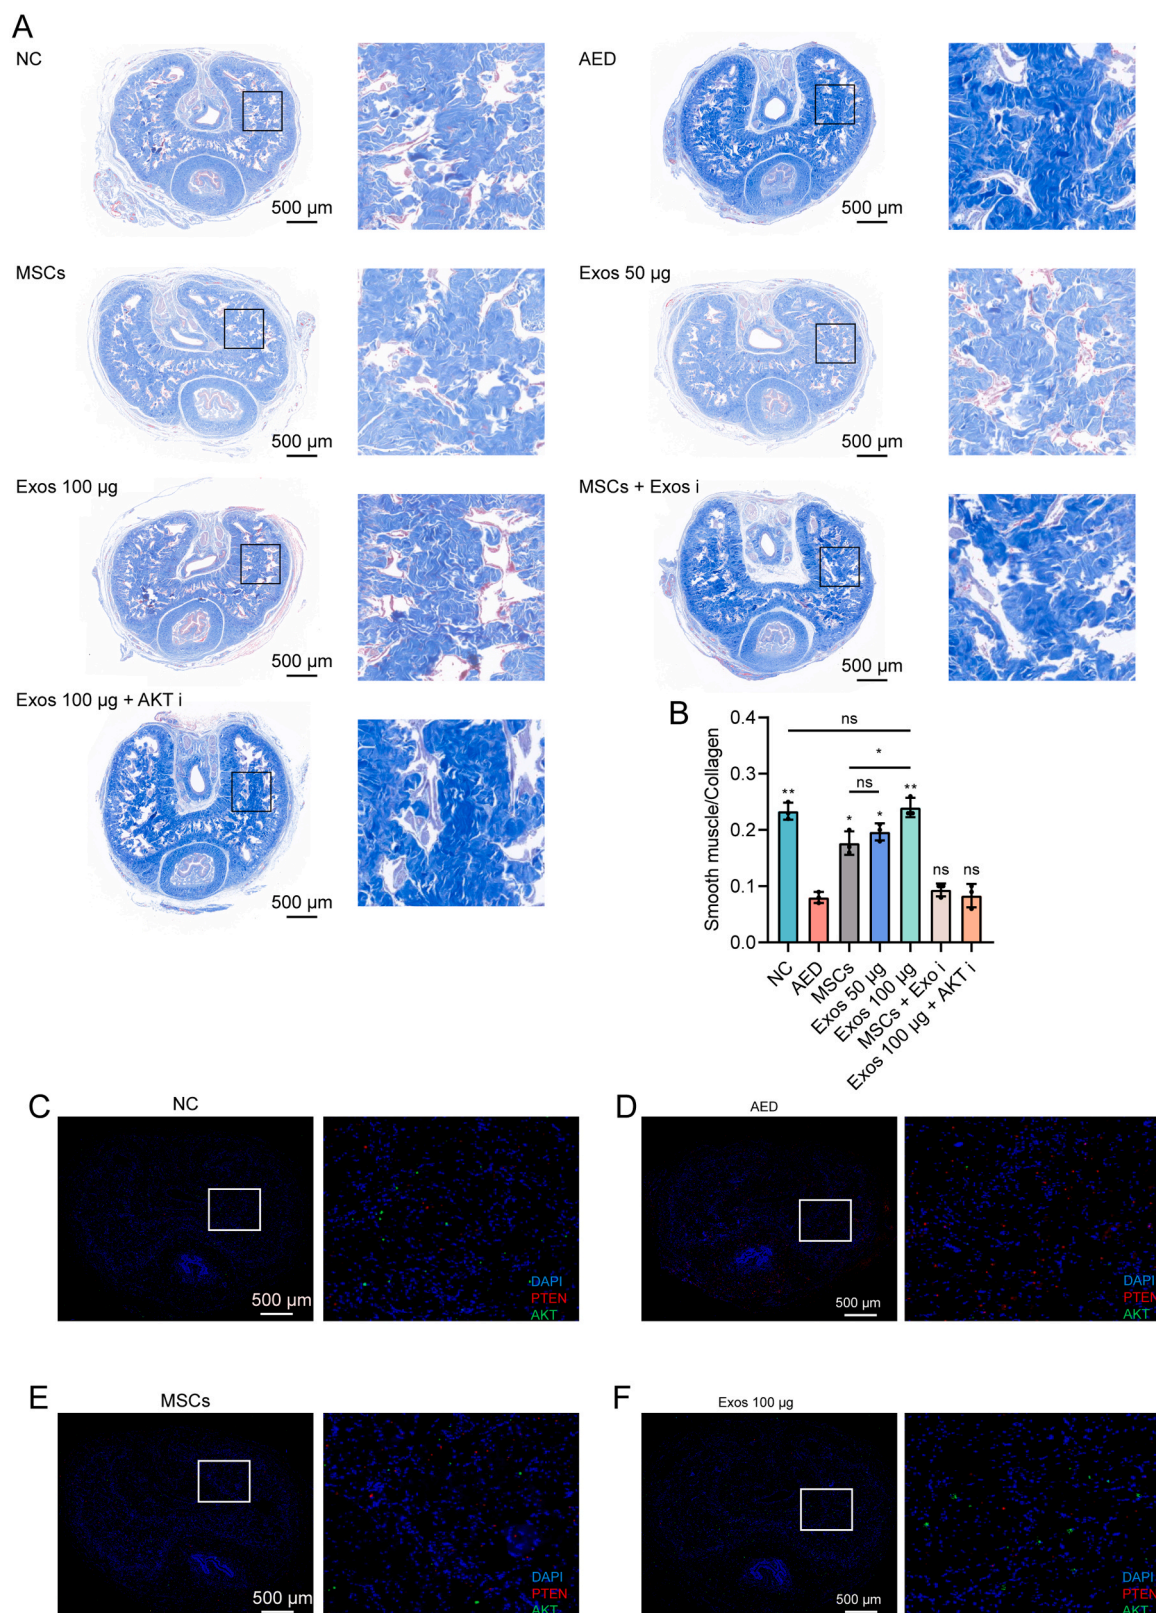 A
NC
500 µm
AED
500 µm
MSCs
500 µm
Exos 50 µg
500 µm
Exos 100 µg
500 µm
MSCs + Exos i
500 µm
Exos 100 µg + AKT i
500 µm
B
Smooth muscle/Collagen
0.4
0.3
0.2
0.1
0.0
ns
*
ns
**
*
*
**
ns
ns
NC
AED
MSCs
Exos 50 µg
Exos 100 µg
MSCs + Exo i
Exos 100 µg + AKT i
C
NC
500 µm
DAPI
PTEN
AKT
D
AED
500 µm
DAPI
PTEN
AKT
E
MSCs
500 µm
DAPI
PTEN
AKT
F
Exos 100 µg
500 µm
DAPI
PTEN
AKT